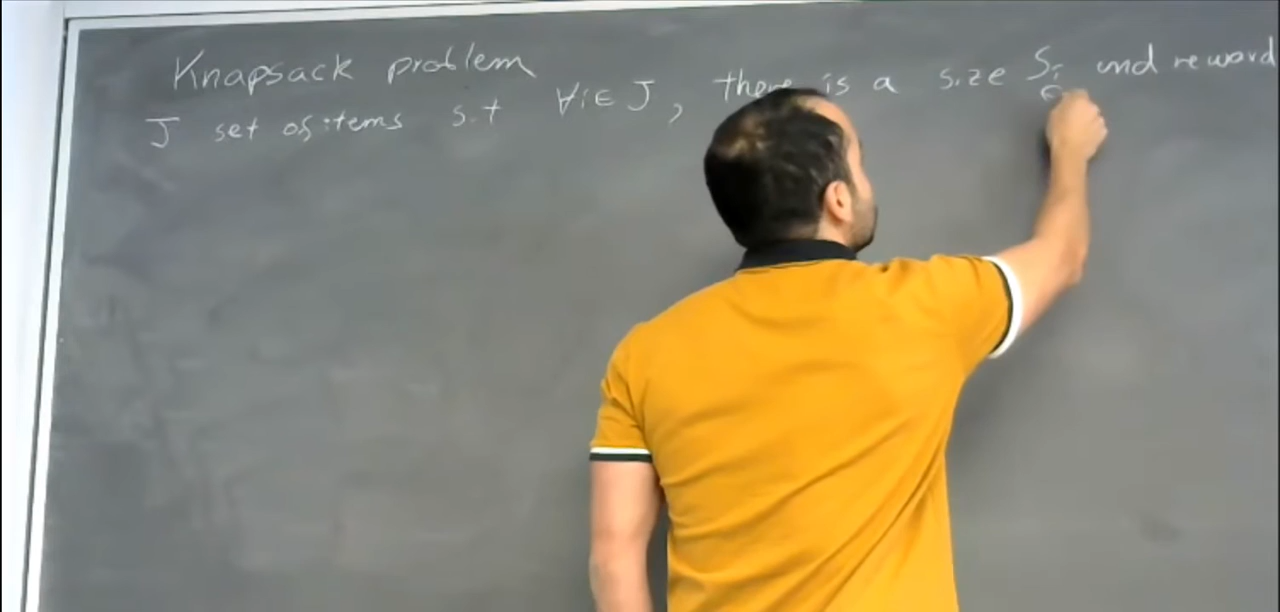 Knapsack problem
J set of items s.t ∀i∈J, there is a size Si and reward